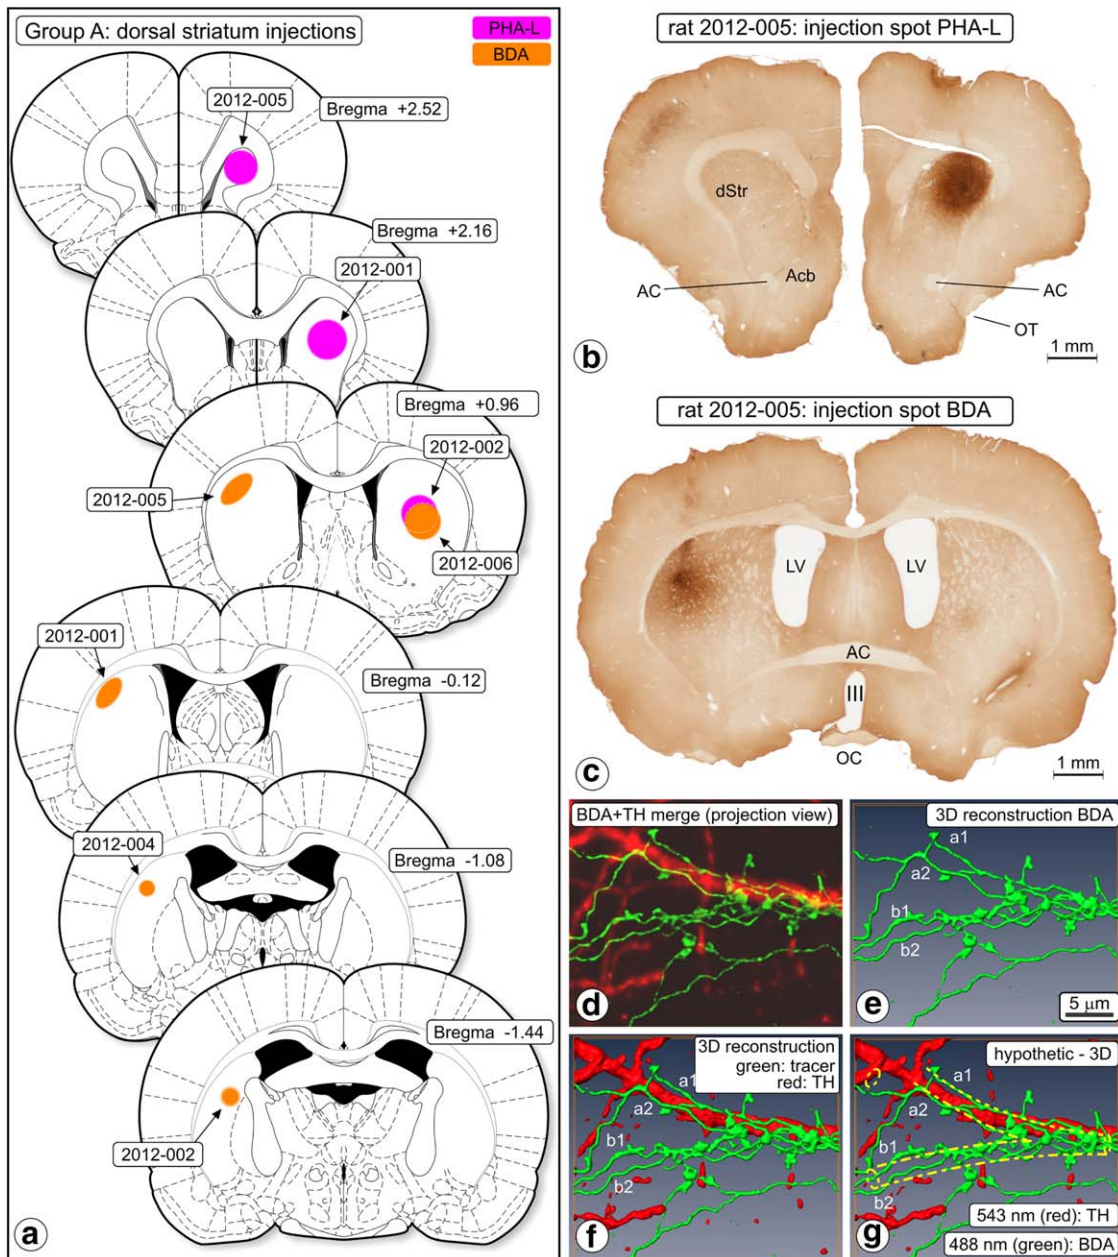 Group A: dorsal striatum injections
PHA-L
BDA
2012-005
Bregma +2.52
Bregma +2.16
2012-001
Bregma +0.96
2012-002
2012-005
2012-006
2012-001
Bregma -0.12
2012-004
Bregma -1.08
Bregma -1.44
2012-002
a
rat 2012-005: injection spot PHA-L
dStr
Acb
AC
AC
OT
b
1 mm
rat 2012-005: injection spot BDA
LV
LV
AC
III
OC
c
1 mm
BDA+TH merge (projection view)
d
3D reconstruction BDA
a1
a2
b1
b2
e
5 µm
3D reconstruction
green: tracer
red: TH
a1
a2
b1
b2
f
hypothetic - 3D
a1
a2
b1
b2
543 nm (red): TH
g
488 nm (green): BDA